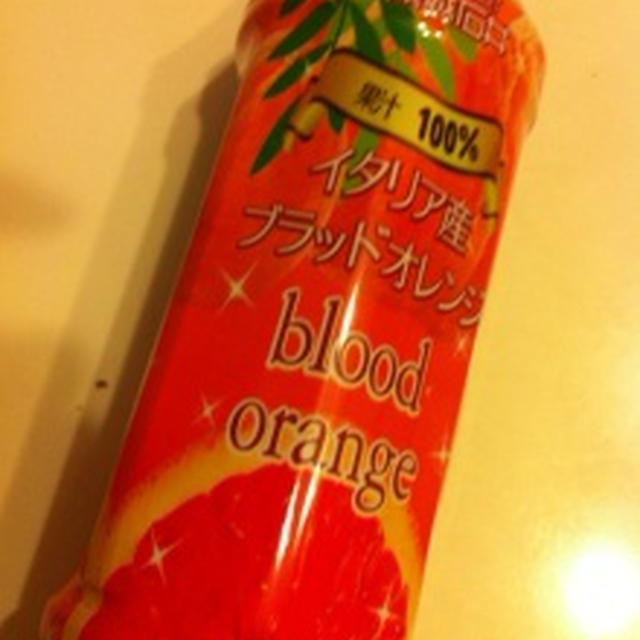 果汁 100%
イタリア産
ブラッドオレンジ
blood
orange